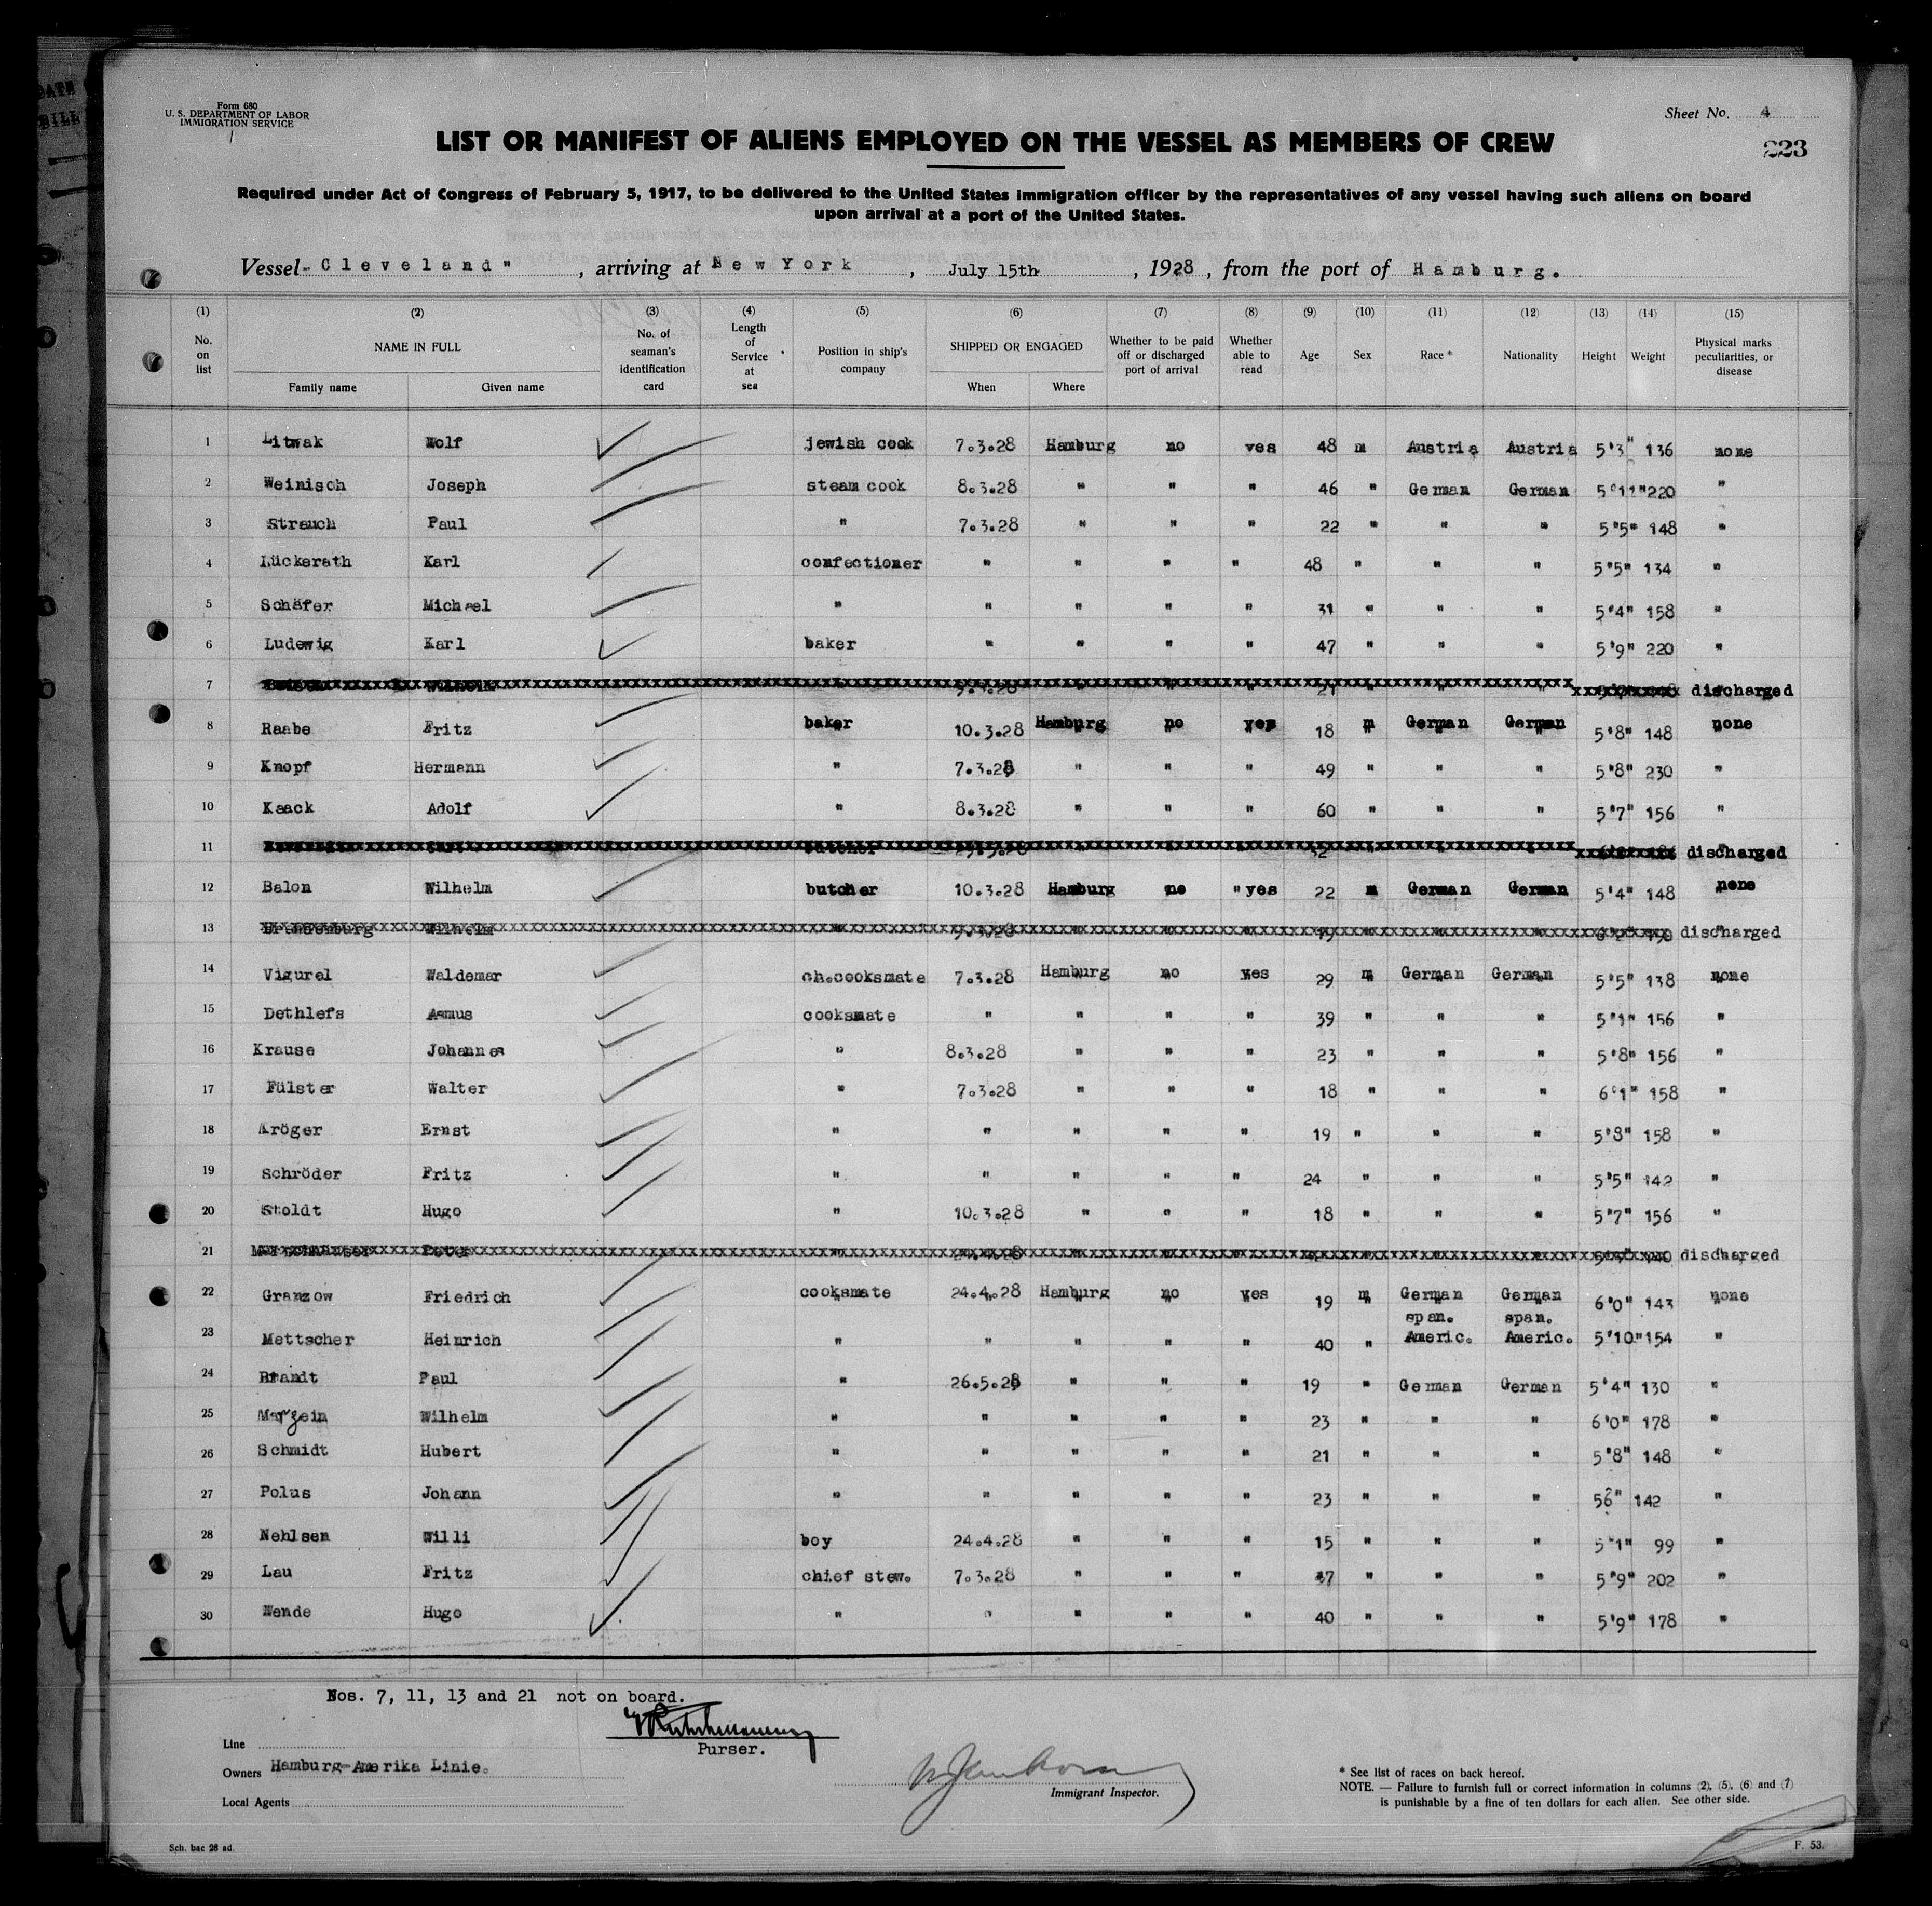 Form 680
U. S. DEPARTMENT OF LABOR
IMMIGRATION SERVICE
Sheet No. 4
223
LIST OR MANIFEST OF ALIENS EMPLOYED ON THE VESSEL AS MEMBERS OF CREW
Required under Act of Congress of February 5, 1917, to be delivered to the United States immigration officer by the representatives of any vessel having such aliens on board
upon arrival at a port of the United States.
Vessel "Cleveland", arriving at New York, July 15th, 1928, from the port of Hamburg.
(1) (2) (3) (4) (5) (6) (7) (8) (9) (10) (11) (12) (13) (14) (15)
No. on list NAME IN FULL Family name Given name No. of seaman's identification card Length of Service at sea Position in ship's company SHIPPED OR ENGAGED When Where Whether to be paid off or discharged port of arrival Whether able to read Age Sex Race * Nationality Height Weight Physical marks peculiarities, or disease
1 Litwak Wolf jewish cook 7.3.28 Hamburg no yes 48 m Austria Austria 5'3" 136 none
2 Weinisch Joseph steam cook 8.3.28 " " " 46 " German German 5'11" 220 "
3 Strauch Paul " 7.3.28 " " " 22 " " " 5'5" 148 "
4 Lückerath Karl confectioner " " " " 48 " " " 5'5" 134 "
5 Schäfer Michael " " " " " 31 " " " 5'4" 158 "
6 Ludewig Karl baker " " " " 47 " " " 5'9" 220 "
7 discharged
8 Raabe Fritz baker 10.3.28 Hamburg no yes 18 m German German 5'8" 148 none
9 Knopf Hermann " 7.3.28 " " " 49 " " " 5'8" 230 "
10 Kaack Adolf " 8.3.28 " " " 60 " " " 5'7" 156 "
11 butcher discharged
12 Balon Wilhelm butcher 10.3.28 Hamburg no "yes 22 m German German 5'4" 148 none
13 Brandenburg Wilhelm discharged
14 Vigurel Waldemar ch.cooksmate 7.3.28 Hamburg no yes 29 m German German 5'5" 138 none
15 Dethlefs Asmus cooksmate " " " " 39 " " " 5'1" 156 "
16 Krause Johannes " 8.3.28 " " " 23 " " " 5'8" 156 "
17 Fülster Walter " 7.3.28 " " " 18 " " " 6'1" 158 "
18 Kröger Ernst " " " " " 19 " " " 5'8" 158 "
19 Schröder Fritz " " " " " 24 " " " 5'5" 142 "
20 Stoldt Hugo " 10.3.28 " " " 18 " " " 5'7" 156 "
21 Peter discharged
22 Granzow Friedrich cooksmate 24.4.28 Hamburg no yes 19 m German German 6'0" 143 none
23 Mettscher Heinrich " " " " " 40 " span. Americ. span. Americ. 5'10" 154 "
24 Brandt Paul " 26.5.28 " " " 19 " German German 5'4" 130 "
25 Wilhelm " " " " " 23 " " " 6'0" 178 "
26 Schmidt Hubert " " " " " 21 " " " 5'8" 148 "
27 Polus Johann " " " " " 23 " " " 5'6" 142 "
28 Nehlsen Willi boy 24.4.28 " " " 15 " " " 5'1" 99 "
29 Lau Fritz chief stew. 7.3.28 " " " 37 " " " 5'9" 202 "
30 Wende Hugo " " " " " 40 " " " 5'9" 178 "
Nos. 7, 11, 13 and 21 not on board.
Purser.
Line
Owners Hamburg-Amerika Linie.
Local Agents
Immigrant Inspector.
* See list of races on back hereof.
NOTE. — Failure to furnish full or correct information in columns (2), (5), (6) and (7)
is punishable by a fine of ten dollars for each alien. See other side.
Sch. bac 28 ad.
F. 53.